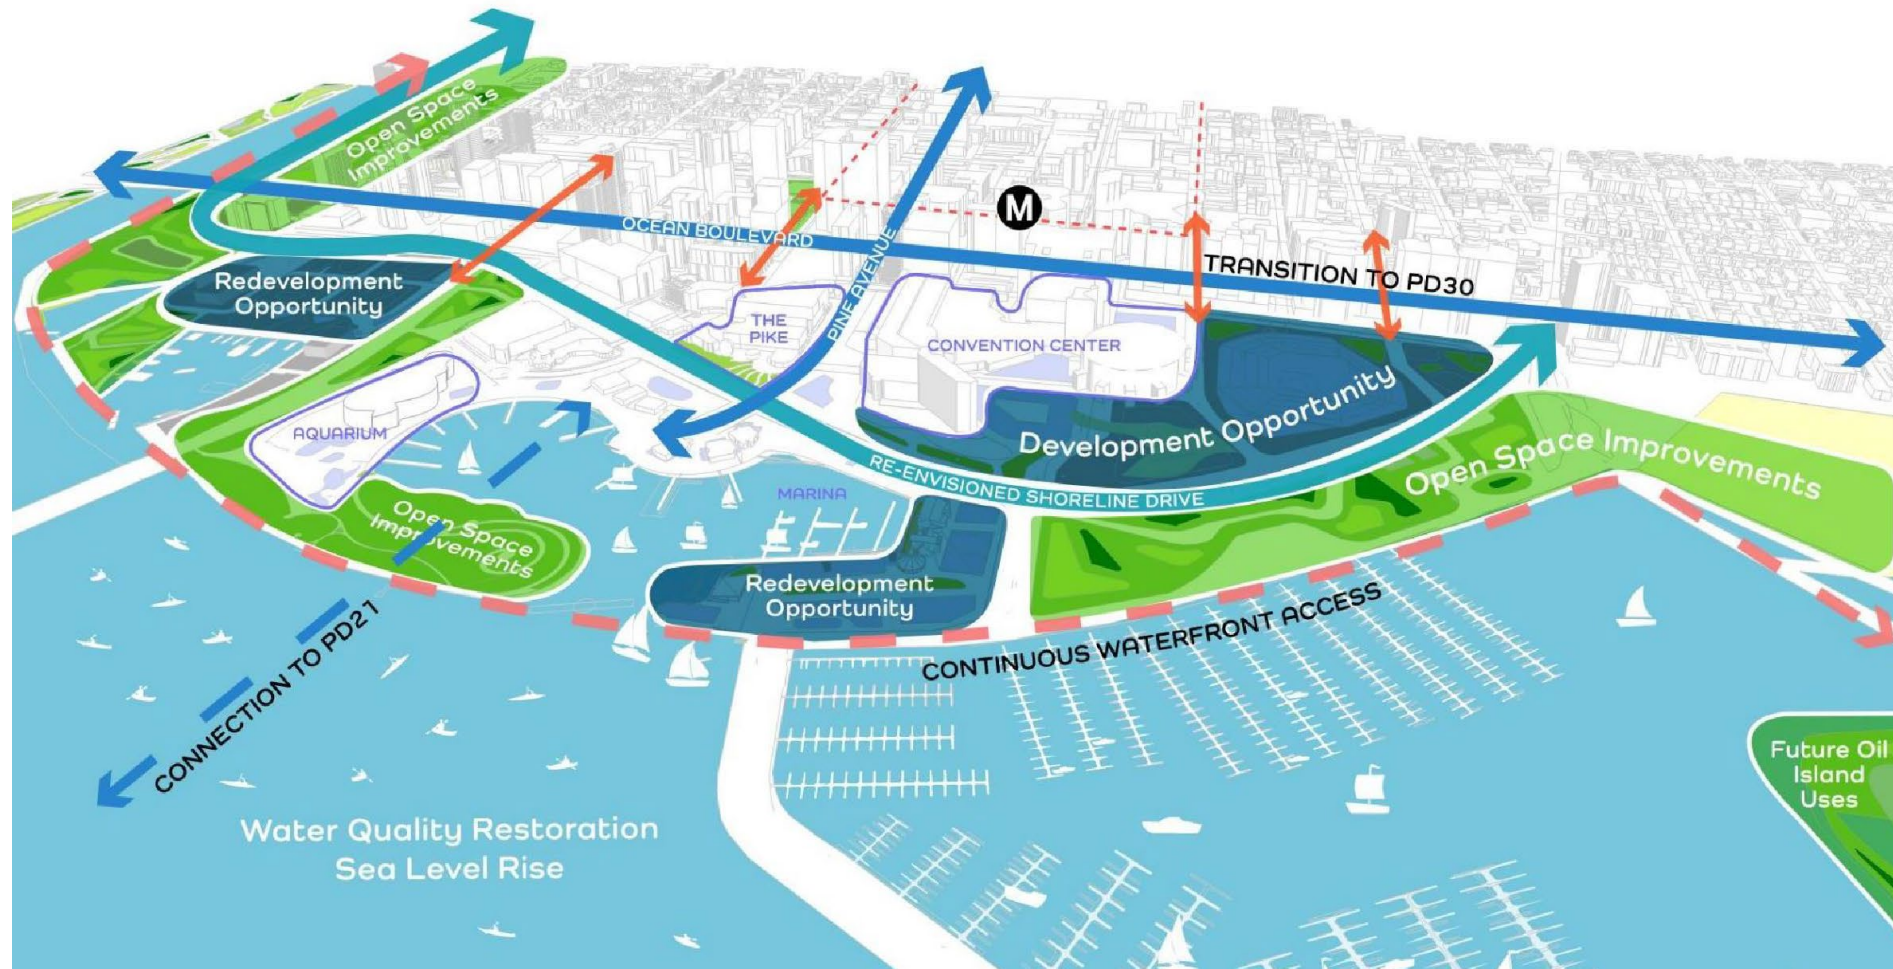 Open Space
Improvements
OCEAN BOULEVARD
M
PINE AVENUE
TRANSITION TO PD30
Redevelopment
Opportunity
THE
PIKE
CONVENTION CENTER
Development Opportunity
AQUARIUM
RE-ENVISIONED SHORELINE DRIVE
Open Space Improvements
MARINA
Open Space
Improvements
Redevelopment
Opportunity
CONTINUOUS WATERFRONT ACCESS
CONNECTION TO PD21
Future Oil
Island
Uses
Water Quality Restoration
Sea Level Rise